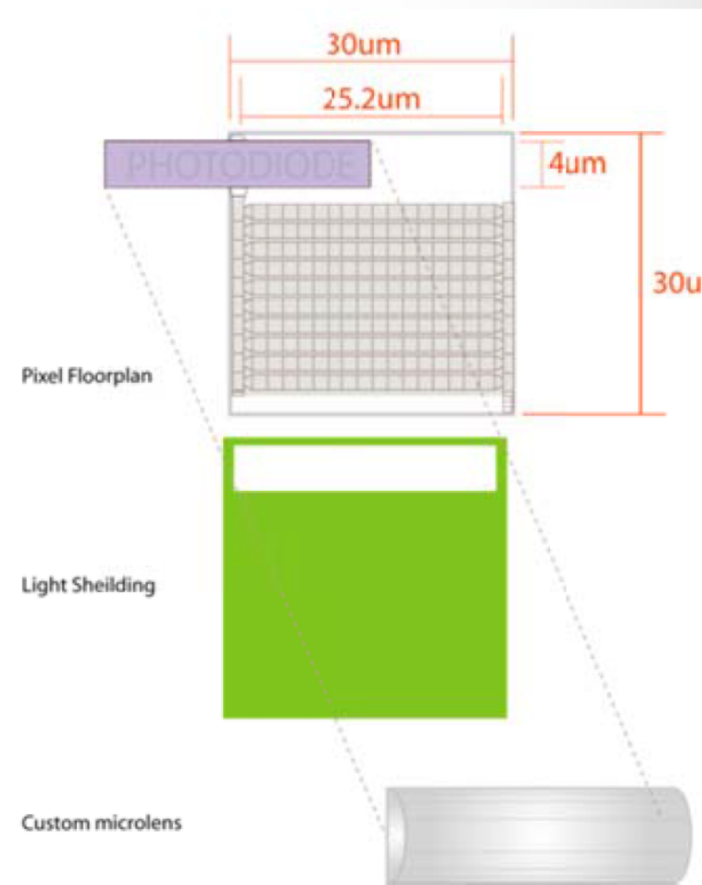 30um
25.2um
PHOTODIODE
4um
30u
Pixel Floorplan
Light Sheilding
Custom microlens